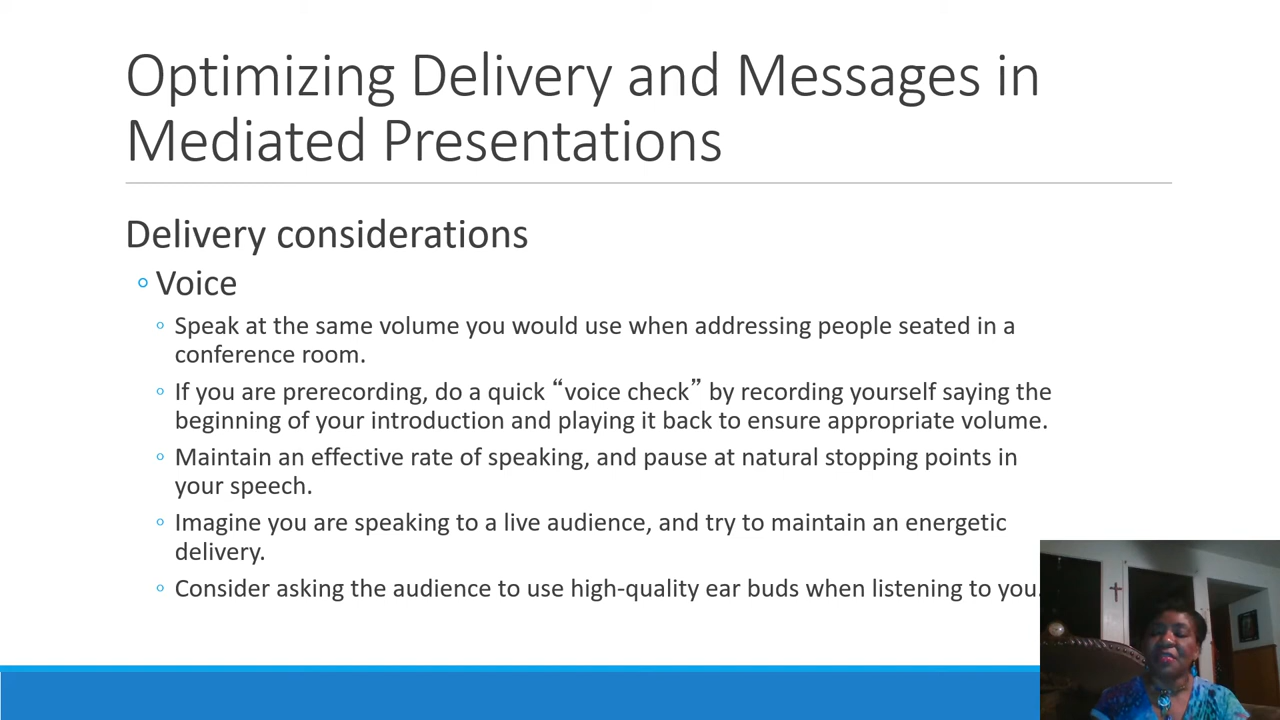 Optimizing Delivery and Messages in
Mediated Presentations
Delivery considerations
Voice
Speak at the same volume you would use when addressing people seated in a
conference room.
If you are prerecording, do a quick “voice check” by recording yourself saying the
beginning of your introduction and playing it back to ensure appropriate volume.
Maintain an effective rate of speaking, and pause at natural stopping points in
your speech.
Imagine you are speaking to a live audience, and try to maintain an energetic
delivery.
Consider asking the audience to use high-quality ear buds when listening to you.